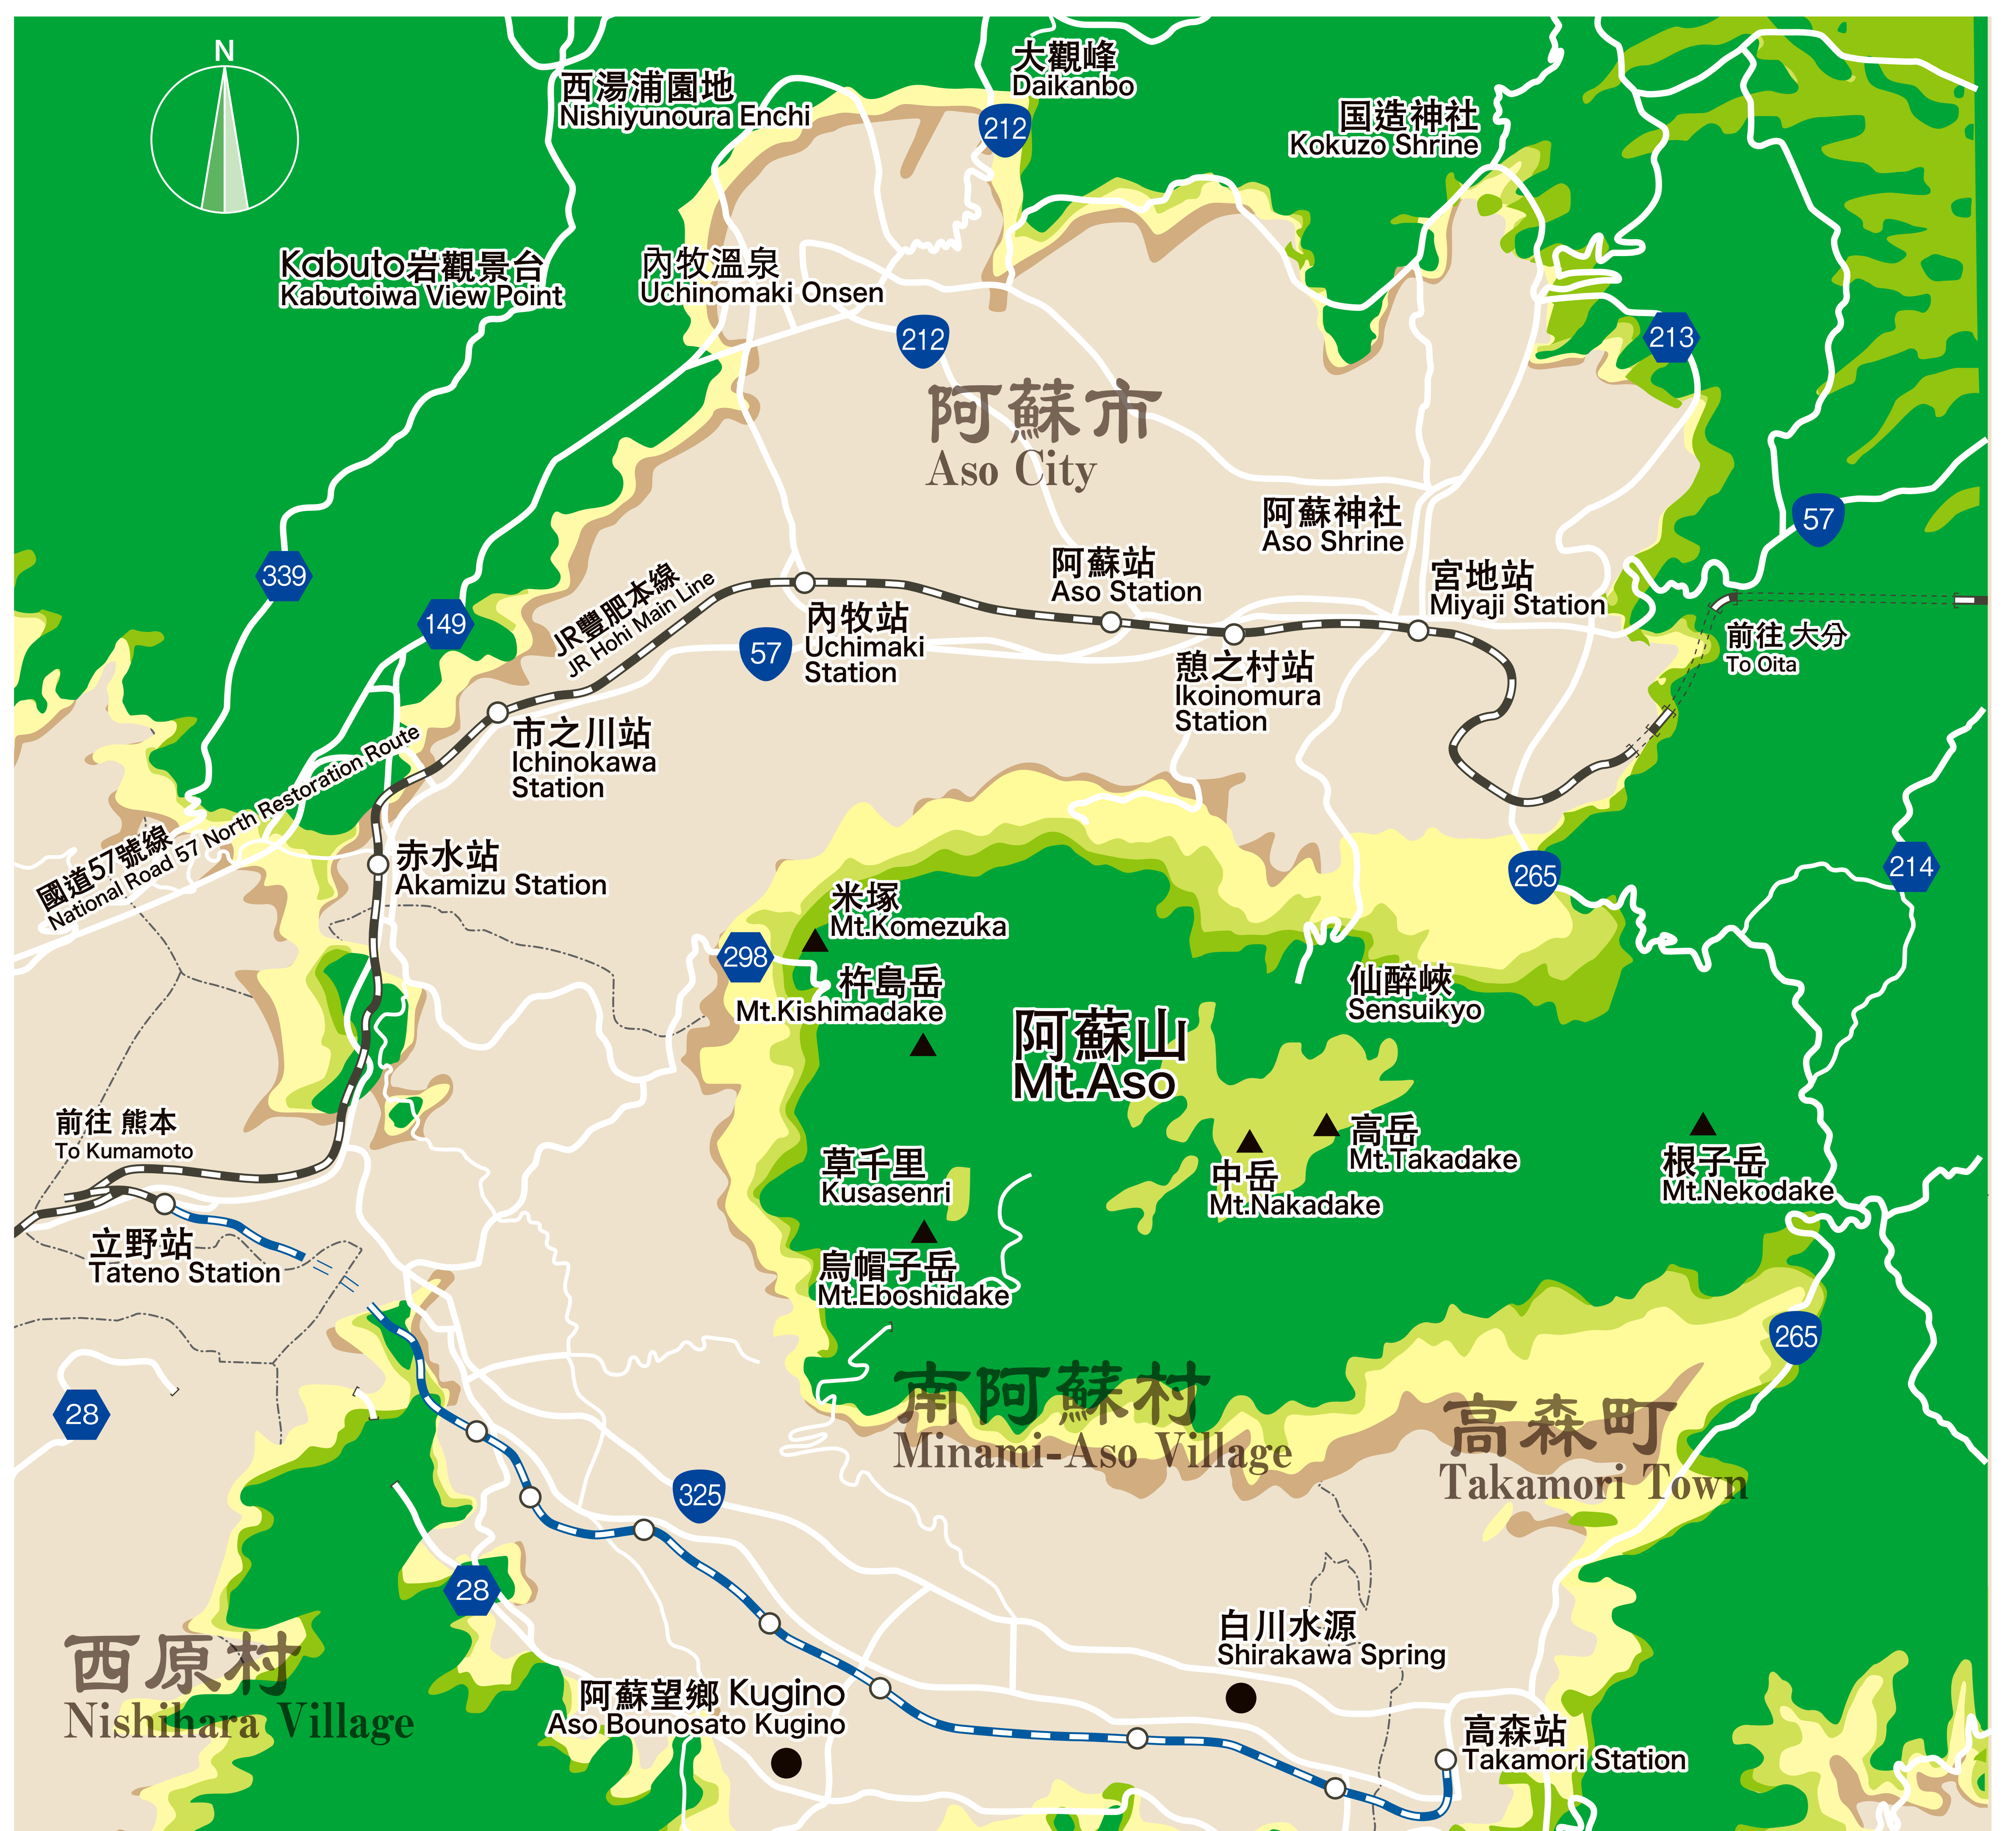 N
大觀峰
Daikanbo
西湯浦園地
Nishiyunoura Enchi
国造神社
Kokuzo Shrine
212
Kabuto岩觀景台
Kabutoiwa View Point
內牧溫泉
Uchinomaki Onsen
212
213
阿蘇市
Aso City
阿蘇神社
Aso Shrine
57
339
149
JR豐肥本線
JR Hohi Main Line
阿蘇站
Aso Station
宮地站
Miyaji Station
內牧站
Uchimaki
Station
57
憩之村站
Ikoinomura
Station
前往 大分
To Oita
市之川站
Ichinokawa
Station
國道57號線
National Road 57 North Restoration Route
赤水站
Akamizu Station
265
214
米塚
Mt.Komezuka
298
杵島岳
Mt.Kishimadake
仙醉峽
Sensuikyo
阿蘇山
Mt.Aso
前往 熊本
To Kumamoto
草千里
Kusasenri
高岳
Mt.Takadake
中岳
Mt.Nakadake
根子岳
Mt.Nekodake
立野站
Tateno Station
烏帽子岳
Mt.Eboshidake
265
28
南阿蘇村
Minami-Aso Village
高森町
Takamori Town
325
28
西原村
Nishihara Village
白川水源
Shirakawa Spring
阿蘇望鄉 Kugino
Aso Bounosato Kugino
高森站
Takamori Station